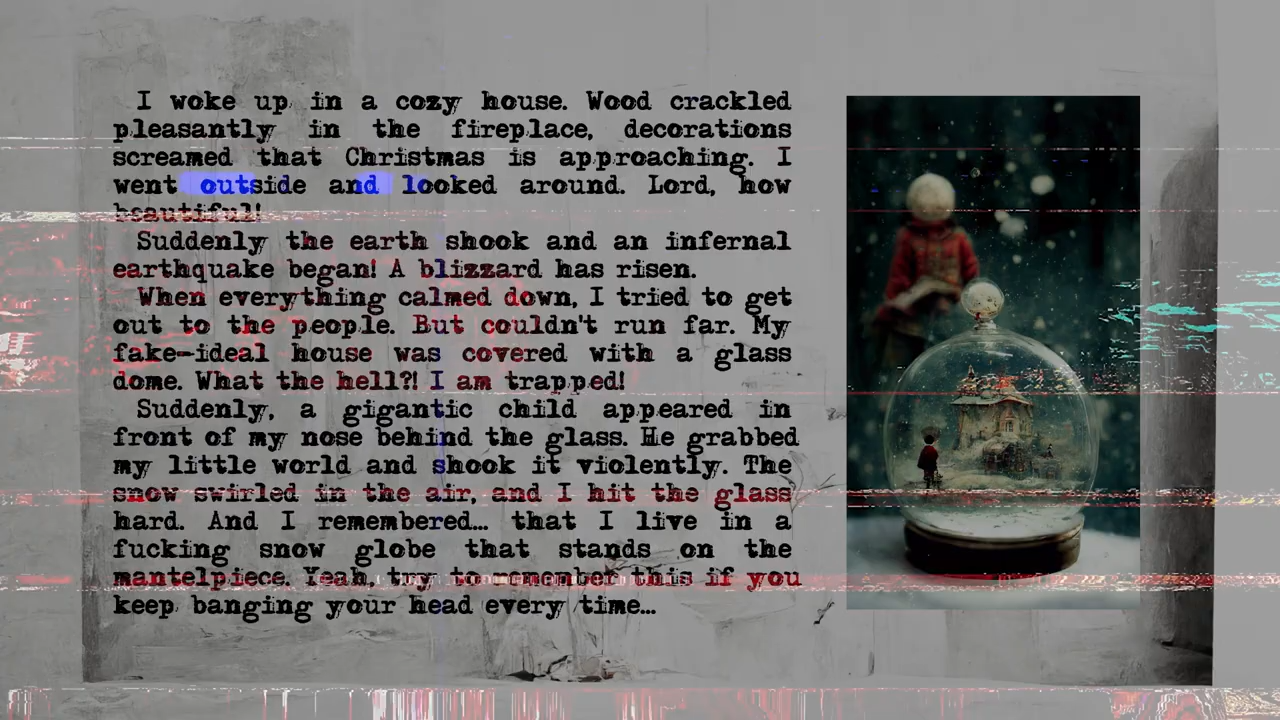 I woke up in a cozy house. Wood crackled
pleasantly in the fireplace, decorations
screamed that Christmas is approaching. I
went outside and looked around. Lord, how
beautiful!
Suddenly the earth shook and an infernal
earthquake began! A blizzard has risen.
When everything calmed down, I tried to get
out to the people. But couldn't run far. My
fake-ideal house was covered with a glass
dome. What the hell?! I am trapped!
Suddenly, a gigantic child appeared in
front of my nose behind the glass. He grabbed
my little world and shook it violently. The
snow swirled in the air, and I hit the glass
hard. And I remembered... that I live in a
fucking snow globe that stands on the
mantelpiece. Yeah, try to remember this if you
keep banging your head every time...